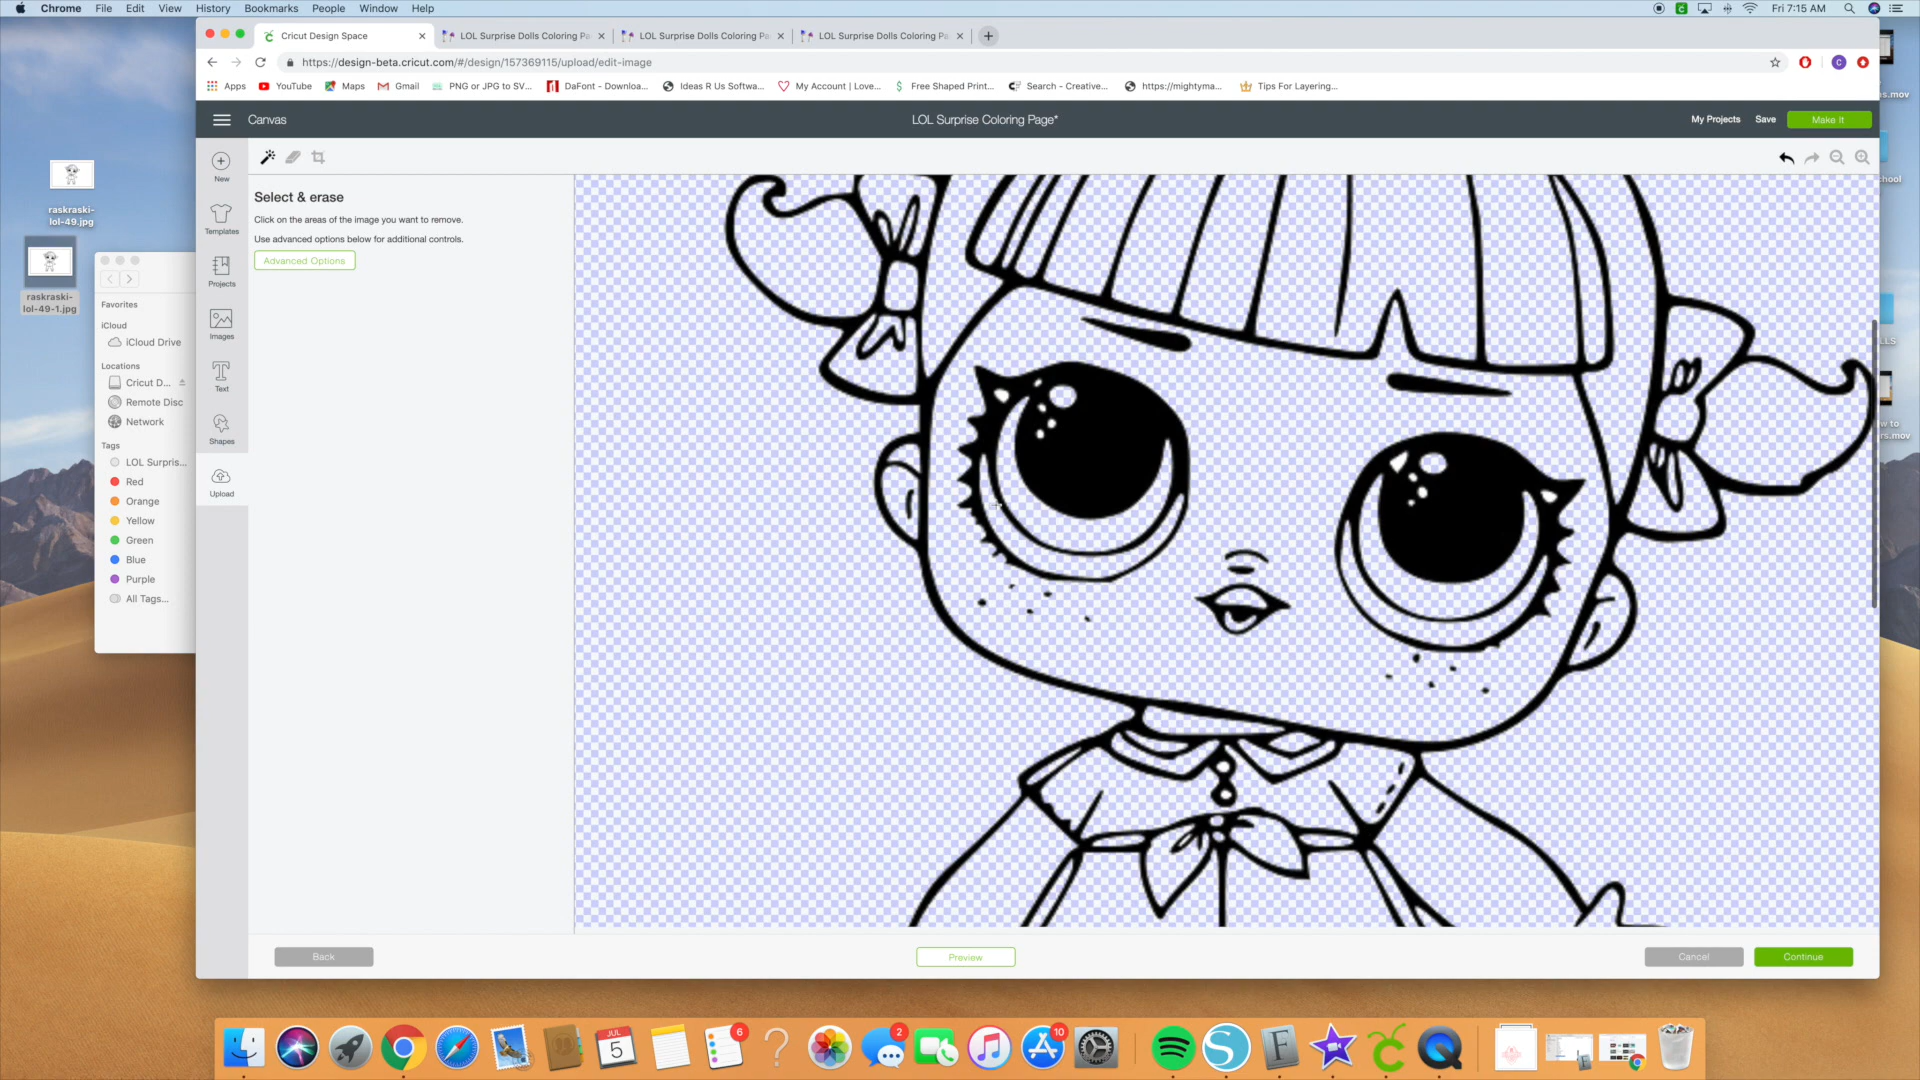 Chrome File Edit View History Bookmarks People Window Help
Fri 7:15 AM
Cricut Design Space
LOL Surprise Dolls Coloring Pa
LOL Surprise Dolls Coloring Pa
LOL Surprise Dolls Coloring Pa
https://design-beta.cricut.com/#/design/157369115/upload/edit-image
Apps YouTube Maps Gmail PNG or JPG to SV... DaFont - Downloa... Ideas R Us Softwa... My Account | Love... Free Shaped Print... Search - Creative... https://mightyma... Tips For Layering...
Canvas
LOL Surprise Coloring Page*
My Projects Save Make It
New
Templates
Projects
Images
Text
Shapes
Upload
Select & erase
Click on the areas of the image you want to remove.
Use advanced options below for additional controls.
Advanced Options
raskraski-
lol-49.jpg
raskraski-
lol-49-1.jpg
Favorites
iCloud
iCloud Drive
Locations
Cricut D...
Remote Disc
Network
Tags
LOL Surpris...
Red
Orange
Yellow
Green
Blue
Purple
All Tags...
Back
Preview
Cancel
Continue
JUL
5
6
2
10